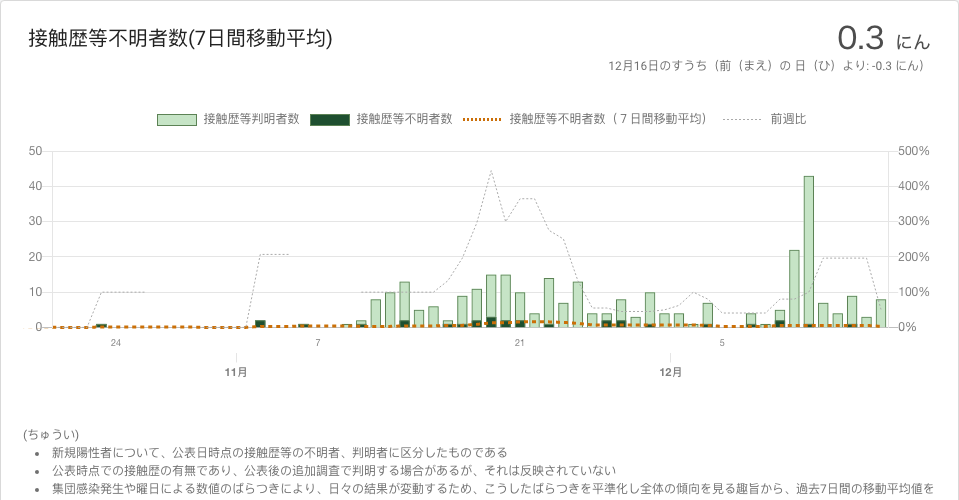 接触歴等不明者数(7日間移動平均)
0.3 にん
12月16日のすうち（前（まえ）の 日（ひ）より: -0.3 にん）
接触歴等判明者数 接触歴等不明者数 接触歴等不明者数（７日間移動平均） 前週比
50 500%
40 400%
30 300%
20 200%
10 100%
0 0%
24 7 21 5
11月 12月
(ちゅうい)
• 新規陽性者について、公表日時点の接触歴等の不明者、判明者に区分したものである
• 公表時点での接触歴の有無であり、公表後の追加調査で判明する場合があるが、それは反映されていない
• 集団感染発生や曜日による数値のばらつきにより、日々の結果が変動するため、こうしたばらつきを平準化し全体の傾向を見る趣旨から、過去7日間の移動平均値を